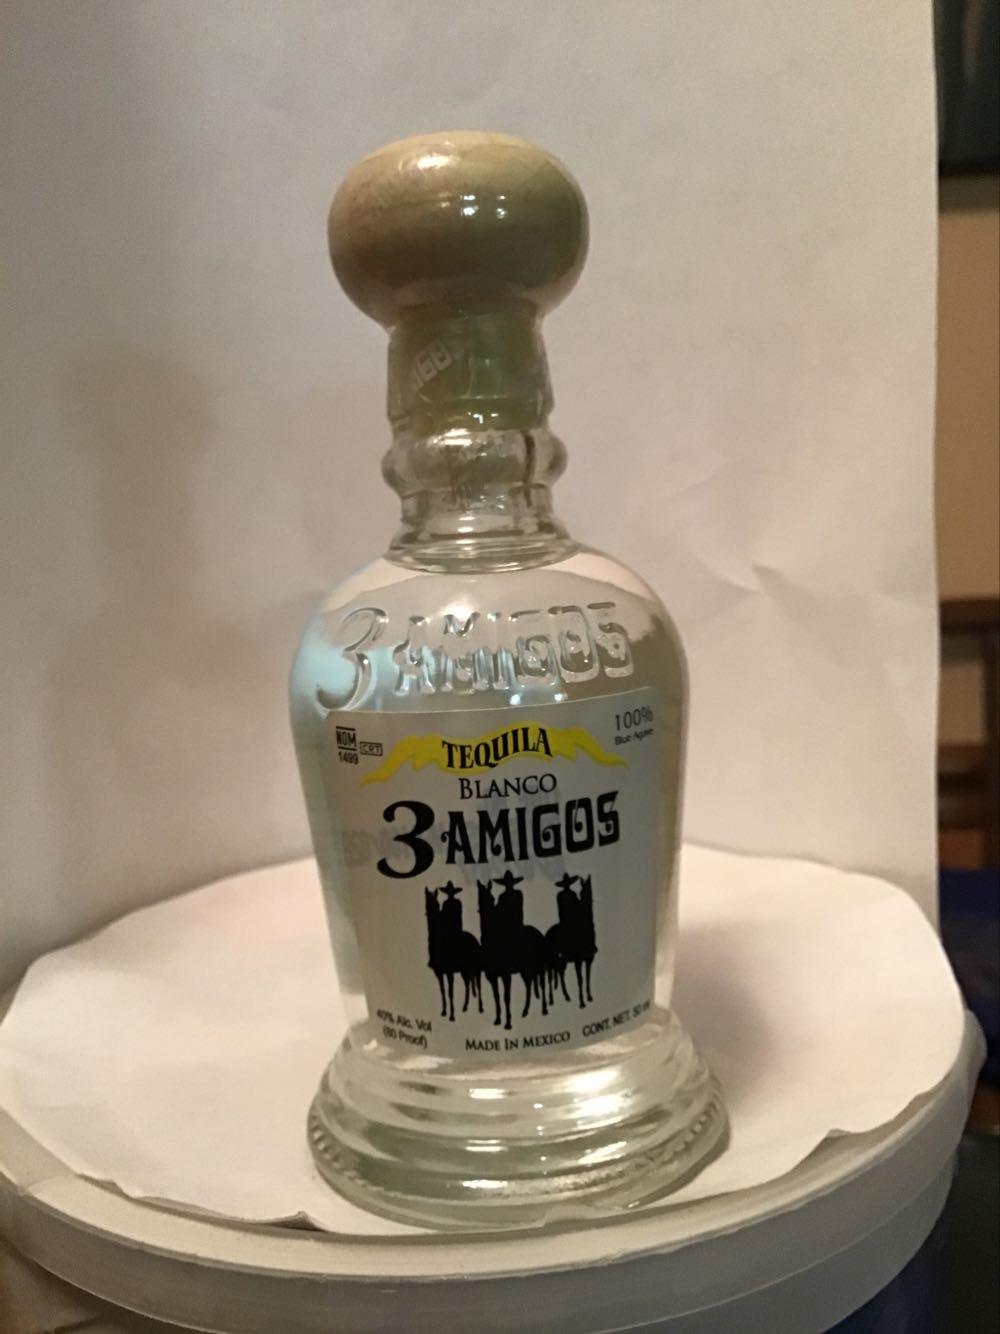 3 AMIGOS
NOM
1499
CRT
100%
Blue Agave
TEQUILA
BLANCO
3 AMIGOS
40% Alc. Vol
(80 Proof)
MADE IN MEXICO
CONT. NET. 50 ml